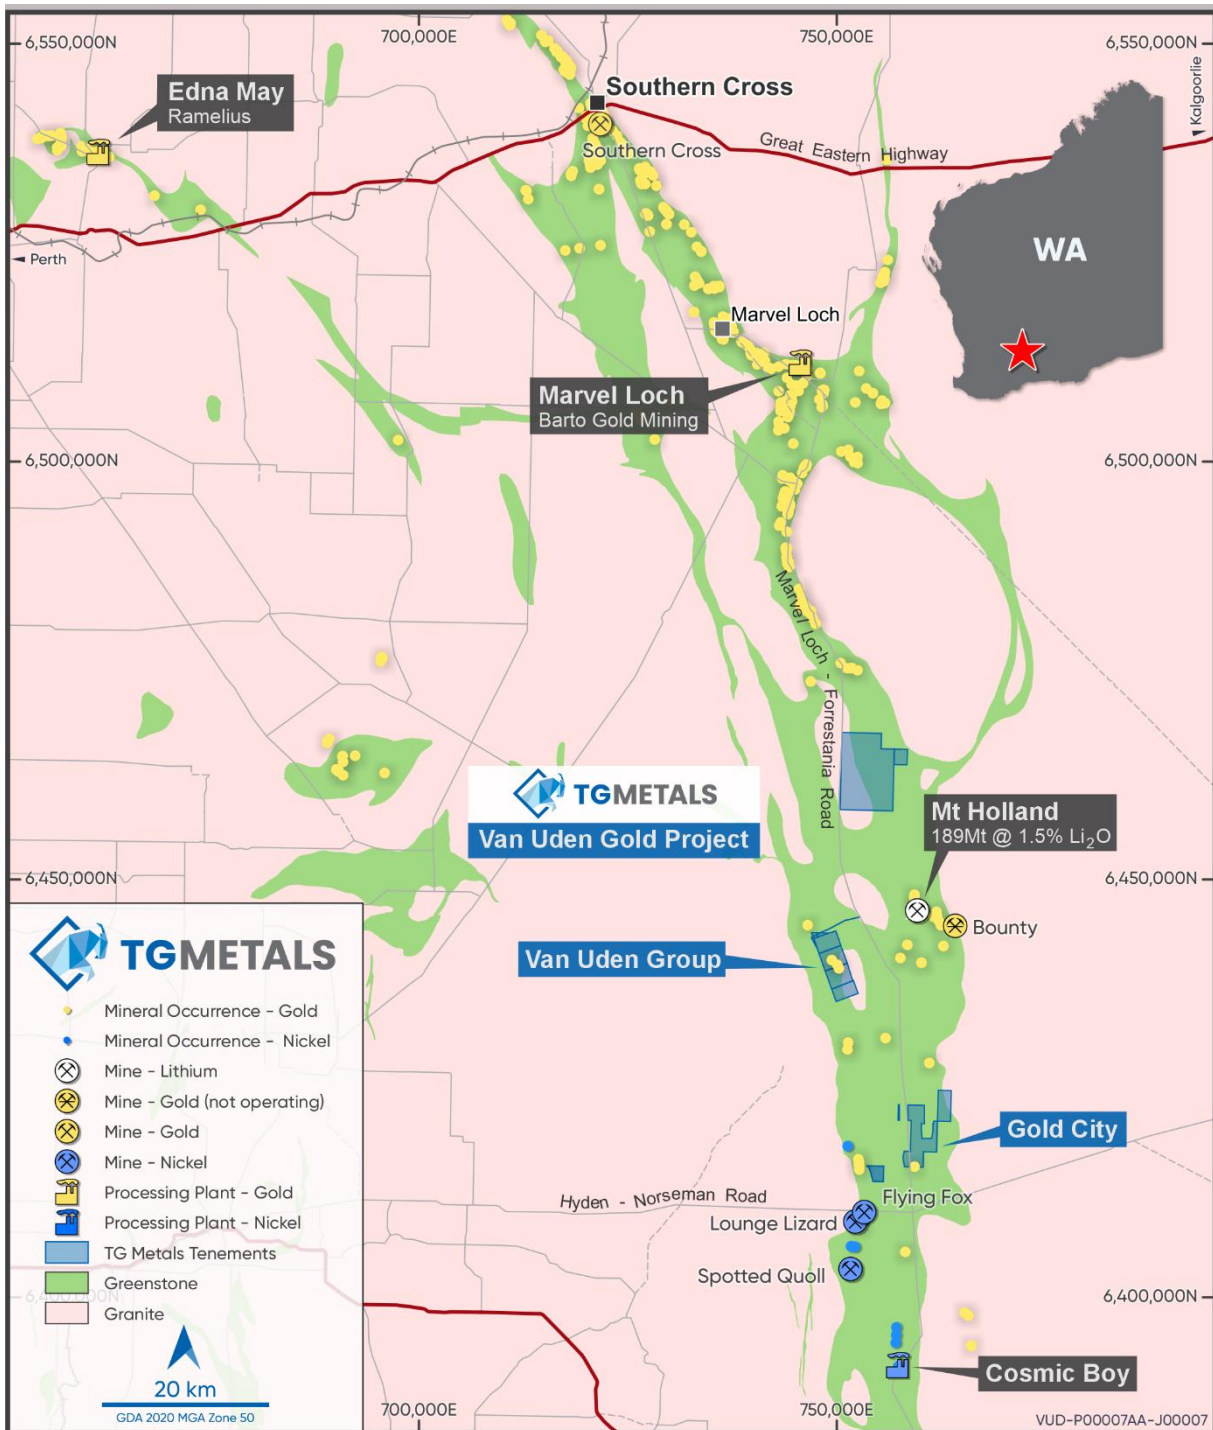 700,000E
750,000E
6,550,000N
6,550,000N
Kalgoorlie
Edna May
Ramelius
Southern Cross
Southern Cross
Great Eastern Highway
WA
Perth
Marvel Loch
Marvel Loch
Barto Gold Mining
6,500,000N
6,500,000N
Marvel Loch - Forrestania Road
TGMETALS
Van Uden Gold Project
Mt Holland
189Mt @ 1.5% Li₂O
6,450,000N
6,450,000N
Bounty
Van Uden Group
TGMETALS
Mineral Occurrence - Gold
Mineral Occurrence - Nickel
Mine - Lithium
Mine - Gold (not operating)
Mine - Gold
Mine - Nickel
Processing Plant - Gold
Processing Plant - Nickel
TG Metals Tenements
Greenstone
Granite
20 km
GDA 2020 MGA Zone 50
Gold City
Hyden - Norseman Road
Flying Fox
Lounge Lizard
Spotted Quoll
6,400,000N
6,400,000N
Cosmic Boy
700,000E
750,000E
VUD-P00007AA-J00007